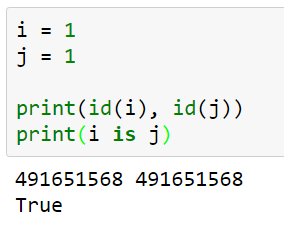 i = 1
j = 1
print(id(i), id(j))
print(i is j)
491651568 491651568
True